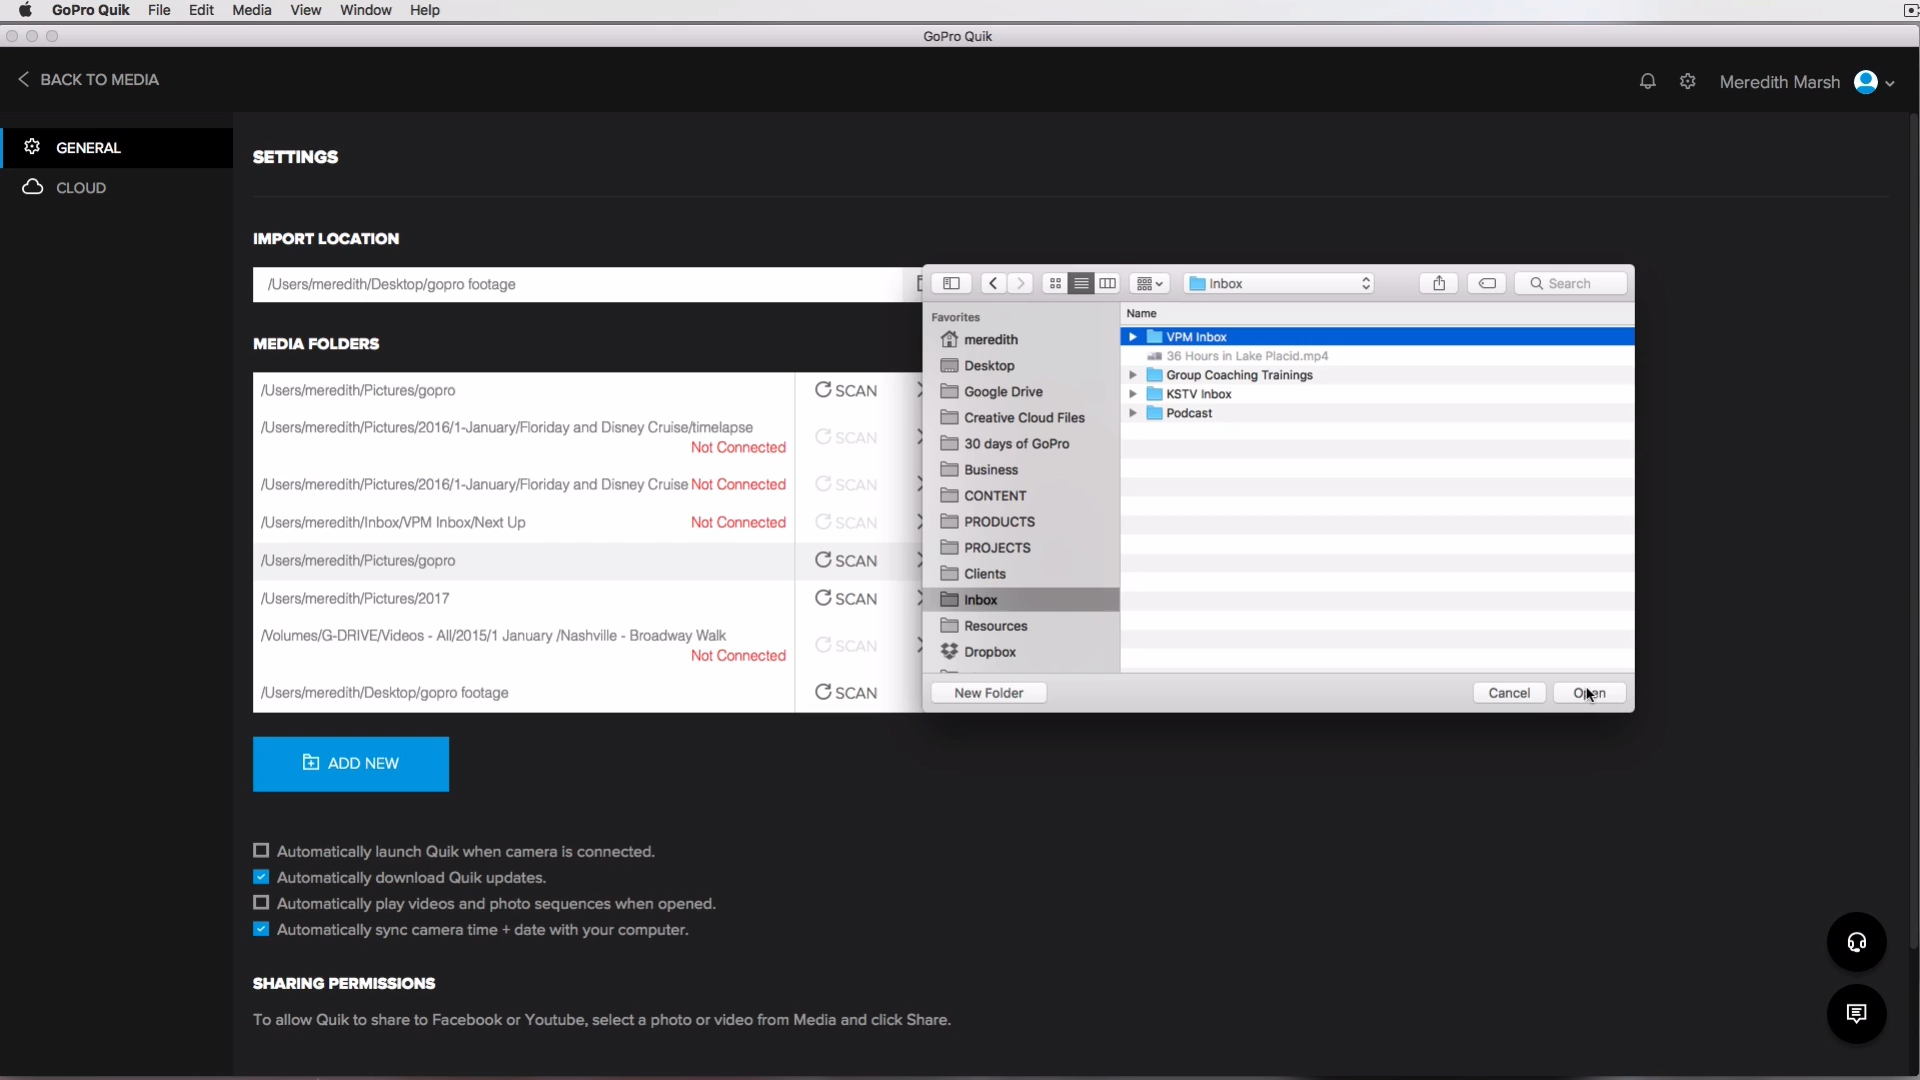 GoPro Quik File Edit Media View Window Help
GoPro Quik
BACK TO MEDIA
Meredith Marsh
GENERAL
CLOUD
SETTINGS
IMPORT LOCATION
/Users/meredith/Desktop/gopro footage
MEDIA FOLDERS
/Users/meredith/Pictures/gopro SCAN
/Users/meredith/Pictures/2016/1-January/Floriday and Disney Cruise/timelapse
Not Connected SCAN
/Users/meredith/Pictures/2016/1-January/Floriday and Disney Cruise Not Connected SCAN
/Users/meredith/Inbox/VPM Inbox/Next Up Not Connected SCAN
/Users/meredith/Pictures/gopro SCAN
/Users/meredith/Pictures/2017 SCAN
/Volumes/G-DRIVE/Videos - All/2015/1 January /Nashville - Broadway Walk
Not Connected SCAN
/Users/meredith/Desktop/gopro footage SCAN
ADD NEW
Inbox
Search
Favorites
meredith
Desktop
Google Drive
Creative Cloud Files
30 days of GoPro
Business
CONTENT
PRODUCTS
PROJECTS
Clients
Inbox
Resources
Dropbox
Name
VPM Inbox
36 Hours in Lake Placid.mp4
Group Coaching Trainings
KSTV Inbox
Podcast
New Folder
Cancel
Open
Automatically launch Quik when camera is connected.
Automatically download Quik updates.
Automatically play videos and photo sequences when opened.
Automatically sync camera time + date with your computer.
SHARING PERMISSIONS
To allow Quik to share to Facebook or Youtube, select a photo or video from Media and click Share.